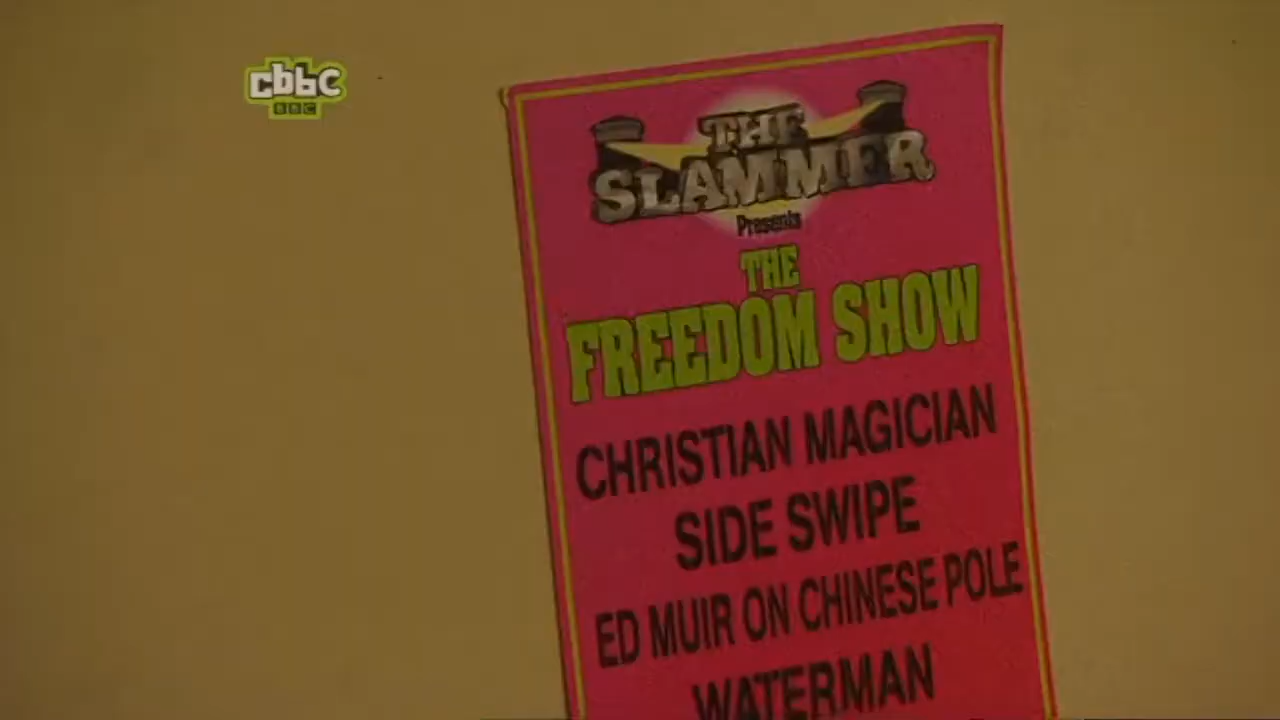 cbbc
BBC
THE
SLAMMER
Presents
THE
FREEDOM SHOW
CHRISTIAN MAGICIAN
SIDE SWIPE
ED MUIR ON CHINESE POLE
WATERMAN